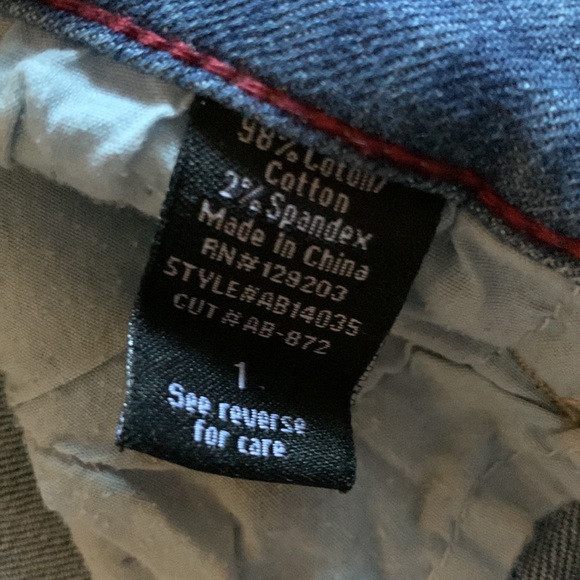 98% Coton/
Cotton
2% Spandex
Made in China
RN#129203
STYLE#AB14035
CUT#AB-872
1
See reverse
for care